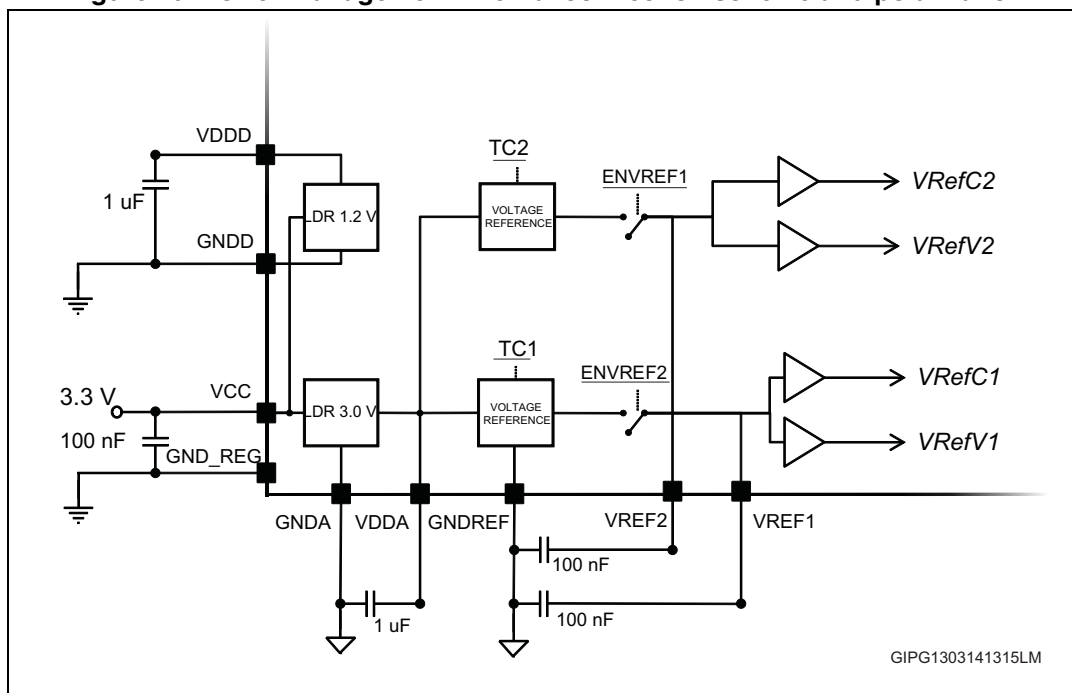 VDDD
TC2
ENVREF1
VRefC2
1 uF
LDR 1.2 V
VOLTAGE
REFERENCE
VRefV2
GNDD
TC1
ENVREF2
VRefC1
3.3 V
VCC
LDR 3.0 V
VOLTAGE
REFERENCE
100 nF
GND_REG
VRefV1
GNDA
VDDA
GNDREF
VREF2
VREF1
100 nF
1 uF
100 nF
GIPG1303141315LM